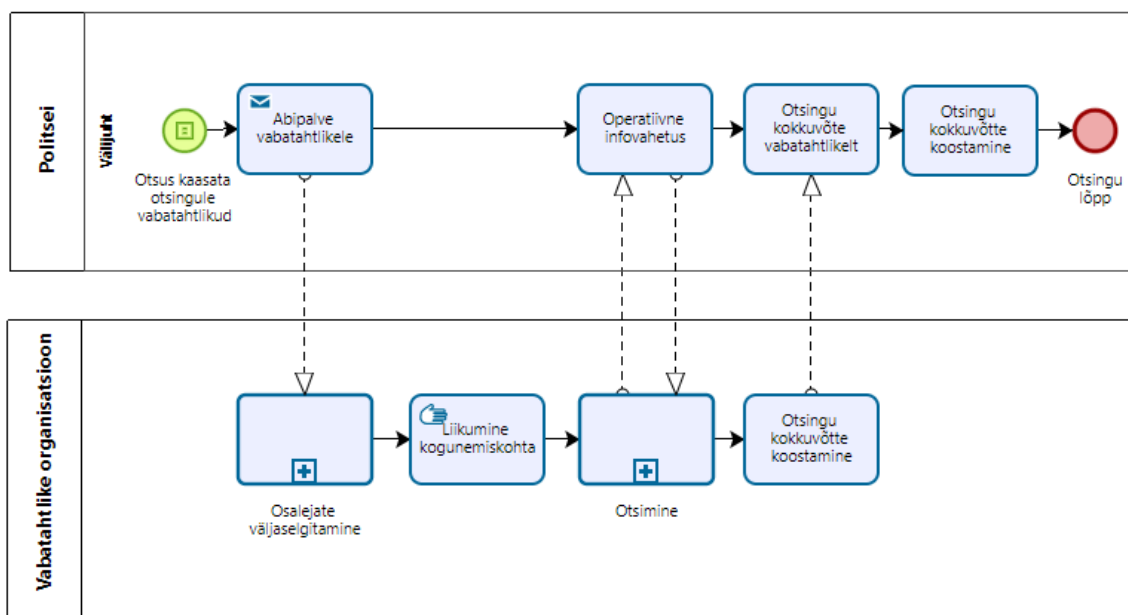 Politsei
Välijuht
Otsus kaasata
otsingule
vabatahtlikud
Abipalve
vabatahtlikele
Operatiivne
infovahetus
Otsingu
kokkuvõte
vabatahtlikelt
Otsingu
kokkuvõtte
koostamine
Otsingu
lõpp
Vabatahtlike organisatsioon
Osalejate
väljaselgitamine
Liikumine
kogunemiskohta
Otsimine
Otsingu
kokkuvõtte
koostamine